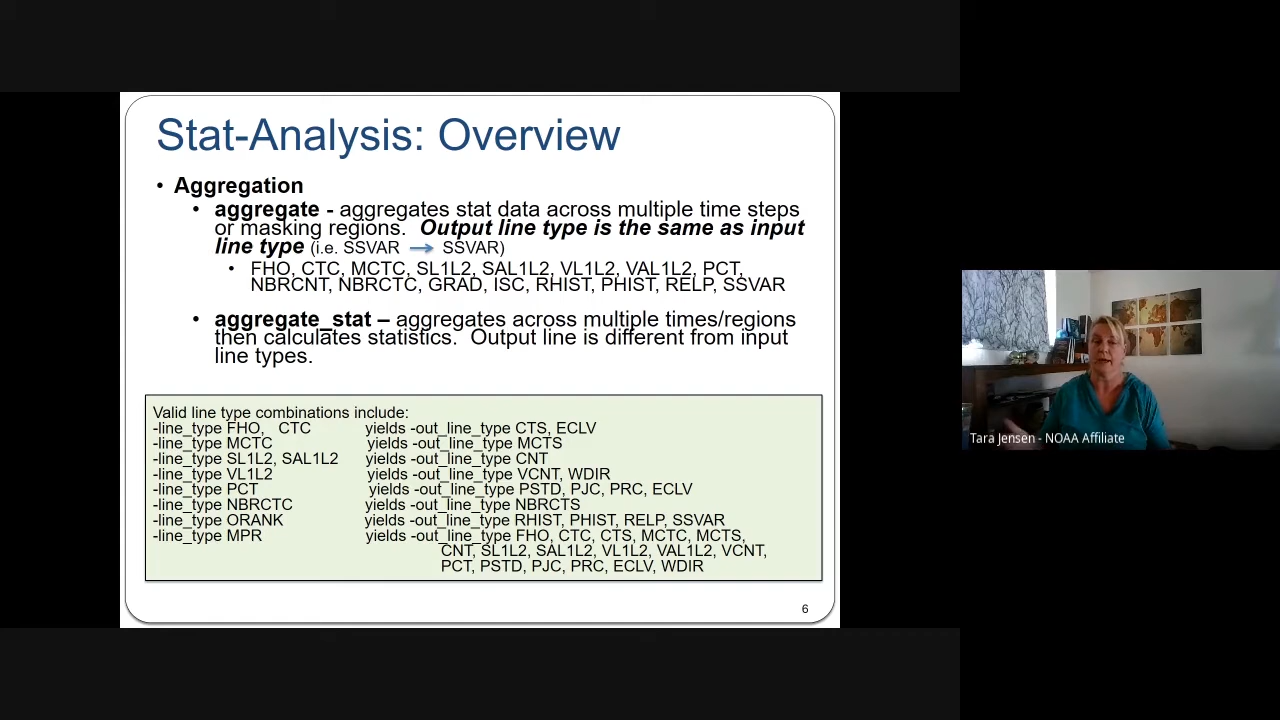 Stat-Analysis: Overview
• Aggregation
• aggregate - aggregates stat data across multiple time steps
or masking regions. Output line type is the same as input
line type (i.e. SSVAR → SSVAR)
• FHO, CTC, MCTC, SL1L2, SAL1L2, VL1L2, VAL1L2, PCT,
NBRCNT, NBRCTC, GRAD, ISC, RHIST, PHIST, RELP, SSVAR
• aggregate_stat – aggregates across multiple times/regions
then calculates statistics. Output line is different from input
line types.
Valid line type combinations include:
-line_type FHO, CTC yields -out_line_type CTS, ECLV
-line_type MCTC yields -out_line_type MCTS
-line_type SL1L2, SAL1L2 yields -out_line_type CNT
-line_type VL1L2 yields -out_line_type VCNT, WDIR
-line_type PCT yields -out_line_type PSTD, PJC, PRC, ECLV
-line_type NBRCTC yields -out_line_type NBRCTS
-line_type ORANK yields -out_line_type RHIST, PHIST, RELP, SSVAR
-line_type MPR yields -out_line_type FHO, CTC, CTS, MCTC, MCTS,
CNT, SL1L2, SAL1L2, VL1L2, VAL1L2, VCNT,
PCT, PSTD, PJC, PRC, ECLV, WDIR
6
Tara Jensen - NOAA Affiliate